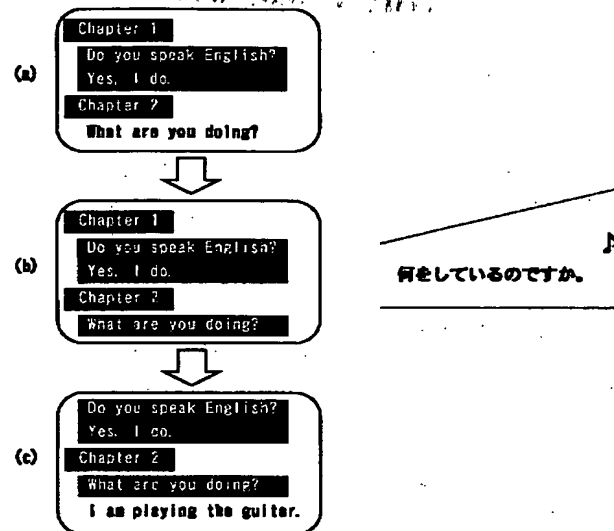 (a)
Chapter 1
Do you speak English?
Yes, I do.
Chapter 2
What are you doing?
(b)
Chapter 1
Do you speak English?
Yes, I do.
Chapter 2
What are you doing?
何をしているのですか。
(c)
Do you speak English?
Yes, I do.
Chapter 2
What are you doing?
I am playing the guiter.